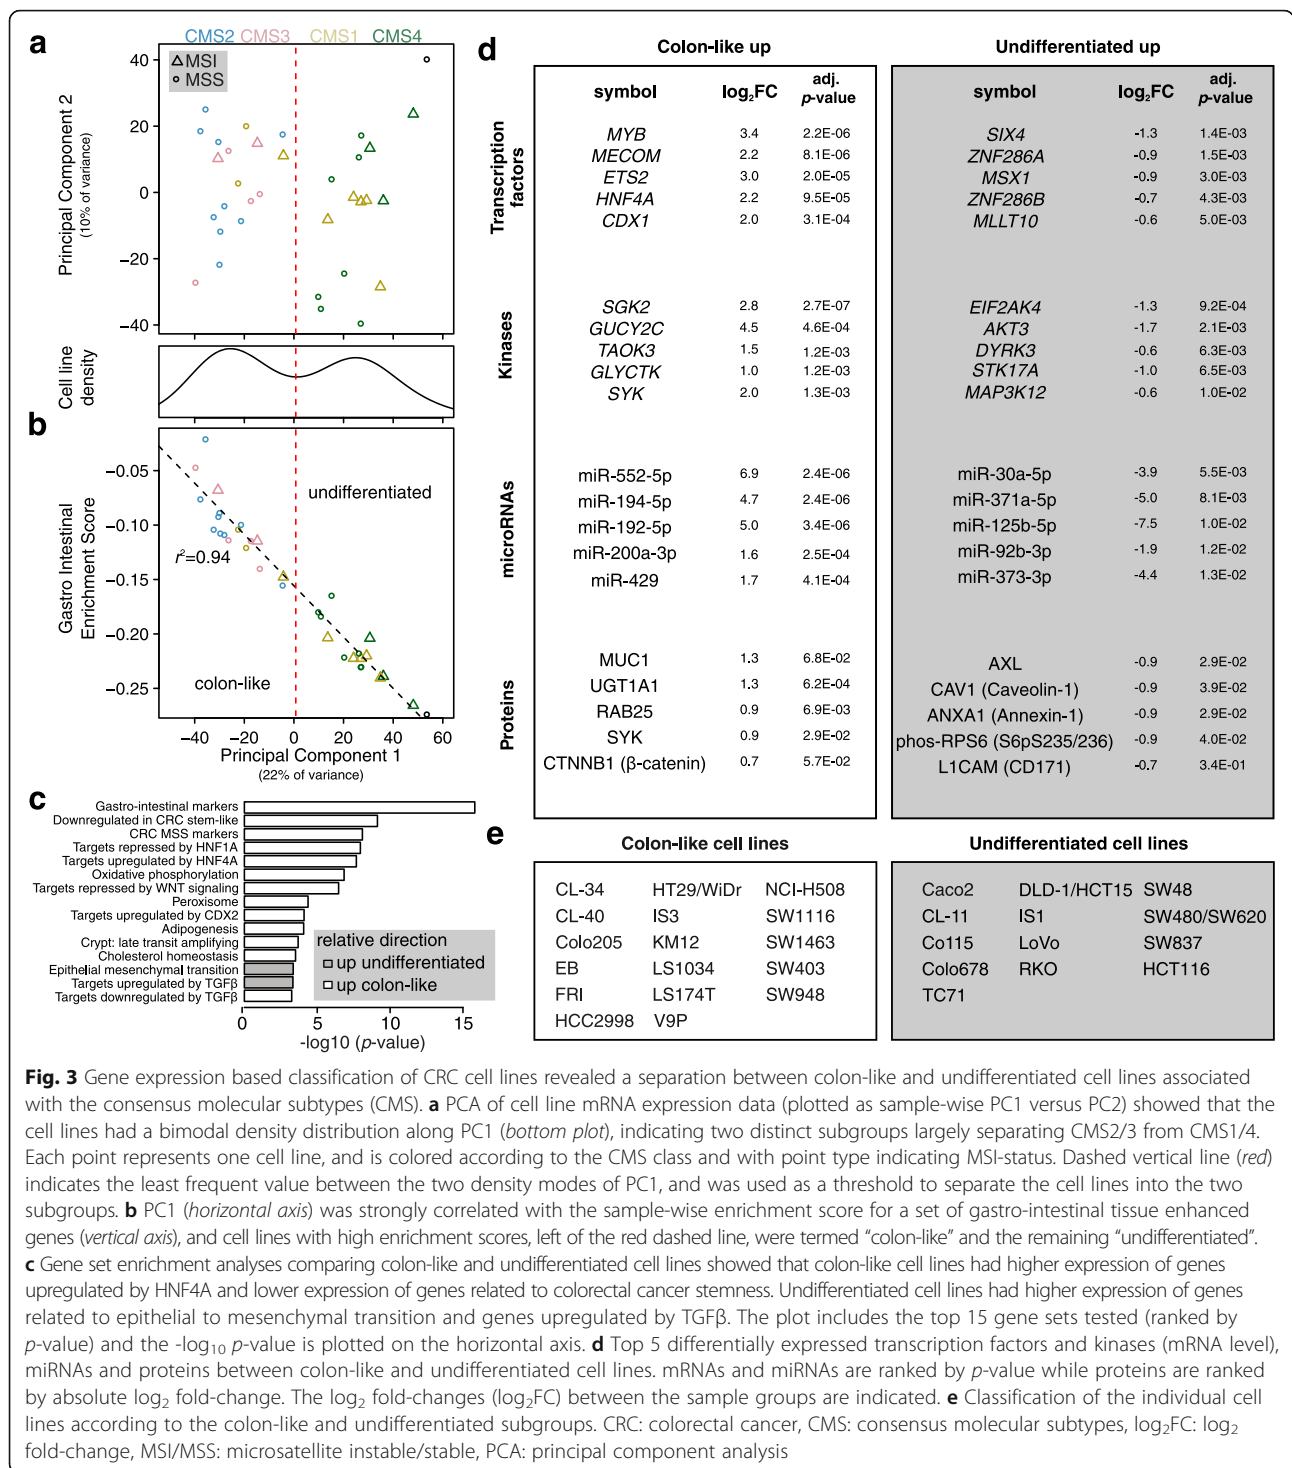 a
CMS2 CMS3 CMS1 CMS4
MSI
MSS
40
20
0
−20
−40
Principal Component 2
(10% of variance)
−40 −20 0 20 40 60
Cell line
density
b
−0.05
−0.10
−0.15
−0.20
−0.25
Gastro Intestinal
Enrichment Score
undifferentiated
r²=0.94
colon-like
−40 −20 0 20 40 60
Principal Component 1
(22% of variance)
c
Gastro-intestinal markers
Downregulated in CRC stem-like
CRC MSS markers
Targets repressed by HNF1A
Targets upregulated by HNF4A
Oxidative phosphorylation
Targets repressed by WNT signaling
Peroxisome
Targets upregulated by CDX2
Adipogenesis
Crypt: late transit amplifying
Cholesterol homeostasis
Epithelial mesenchymal transition
Targets upregulated by TGFβ
Targets downregulated by TGFβ
relative direction
up undifferentiated
up colon-like
0 5 10 15
-log10 (p-value)
d
Colon-like up Undifferentiated up
symbol log₂FC adj. p-value symbol log₂FC adj. p-value
Transcription factors
MYB 3.4 2.2E-06 SIX4 -1.3 1.4E-03
MECOM 2.2 8.1E-06 ZNF286A -0.9 1.5E-03
ETS2 3.0 2.0E-05 MSX1 -0.9 3.0E-03
HNF4A 2.2 9.5E-05 ZNF286B -0.7 4.3E-03
CDX1 2.0 3.1E-04 MLLT10 -0.6 5.0E-03
Kinases
SGK2 2.8 2.7E-07 EIF2AK4 -1.3 9.2E-04
GUCY2C 4.5 4.6E-04 AKT3 -1.7 2.1E-03
TAOK3 1.5 1.2E-03 DYRK3 -0.6 6.3E-03
GLYCTK 1.0 1.2E-03 STK17A -1.0 6.5E-03
SYK 2.0 1.3E-03 MAP3K12 -0.6 1.0E-02
microRNAs
miR-552-5p 6.9 2.4E-06 miR-30a-5p -3.9 5.5E-03
miR-194-5p 4.7 2.4E-06 miR-371a-5p -5.0 8.1E-03
miR-192-5p 5.0 3.4E-06 miR-125b-5p -7.5 1.0E-02
miR-200a-3p 1.6 2.5E-04 miR-92b-3p -1.9 1.2E-02
miR-429 1.7 4.1E-04 miR-373-3p -4.4 1.3E-02
Proteins
MUC1 1.3 6.8E-02 AXL -0.9 2.9E-02
UGT1A1 1.3 6.2E-04 CAV1 (Caveolin-1) -0.9 3.9E-02
RAB25 0.9 6.9E-03 ANXA1 (Annexin-1) -0.9 2.9E-02
SYK 0.9 2.9E-02 phos-RPS6 (S6pS235/236) -0.9 4.0E-02
CTNNB1 (β-catenin) 0.7 5.7E-02 L1CAM (CD171) -0.7 3.4E-01
e
Colon-like cell lines Undifferentiated cell lines
CL-34 HT29/WiDr NCI-H508 Caco2 DLD-1/HCT15 SW48
CL-40 IS3 SW1116 CL-11 IS1 SW480/SW620
Colo205 KM12 SW1463 Co115 LoVo SW837
EB LS1034 SW403 Colo678 RKO HCT116
FRI LS174T SW948 TC71
HCC2998 V9P
Fig. 3 Gene expression based classification of CRC cell lines revealed a separation between colon-like and undifferentiated cell lines associated
with the consensus molecular subtypes (CMS). a PCA of cell line mRNA expression data (plotted as sample-wise PC1 versus PC2) showed that the
cell lines had a bimodal density distribution along PC1 (bottom plot), indicating two distinct subgroups largely separating CMS2/3 from CMS1/4.
Each point represents one cell line, and is colored according to the CMS class and with point type indicating MSI-status. Dashed vertical line (red)
indicates the least frequent value between the two density modes of PC1, and was used as a threshold to separate the cell lines into the two
subgroups. b PC1 (horizontal axis) was strongly correlated with the sample-wise enrichment score for a set of gastro-intestinal tissue enhanced
genes (vertical axis), and cell lines with high enrichment scores, left of the red dashed line, were termed “colon-like” and the remaining “undifferentiated”.
c Gene set enrichment analyses comparing colon-like and undifferentiated cell lines showed that colon-like cell lines had higher expression of genes
upregulated by HNF4A and lower expression of genes related to colorectal cancer stemness. Undifferentiated cell lines had higher expression of genes
related to epithelial to mesenchymal transition and genes upregulated by TGFβ. The plot includes the top 15 gene sets tested (ranked by
p-value) and the -log₁₀ p-value is plotted on the horizontal axis. d Top 5 differentially expressed transcription factors and kinases (mRNA level),
miRNAs and proteins between colon-like and undifferentiated cell lines. mRNAs and miRNAs are ranked by p-value while proteins are ranked
by absolute log₂ fold-change. The log₂ fold-changes (log₂FC) between the sample groups are indicated. e Classification of the individual cell
lines according to the colon-like and undifferentiated subgroups. CRC: colorectal cancer, CMS: consensus molecular subtypes, log₂FC: log₂
fold-change, MSI/MSS: microsatellite instable/stable, PCA: principal component analysis